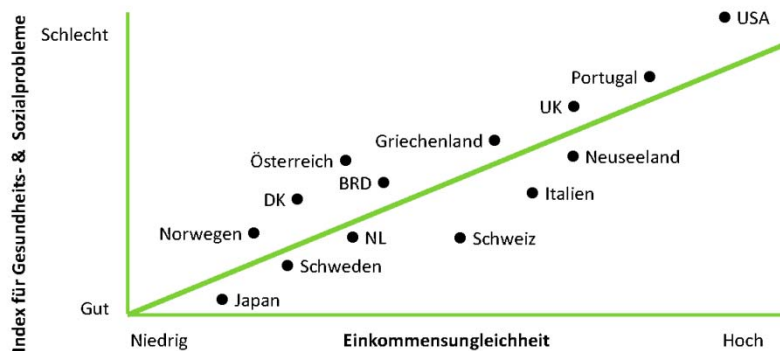 Index für Gesundheits- & Sozialprobleme
Schlecht
USA
Portugal
UK
Griechenland
Neuseeland
Österreich
BRD
Italien
DK
Norwegen
NL
Schweiz
Schweden
Japan
Gut
Niedrig
Einkommensungleichheit
Hoch